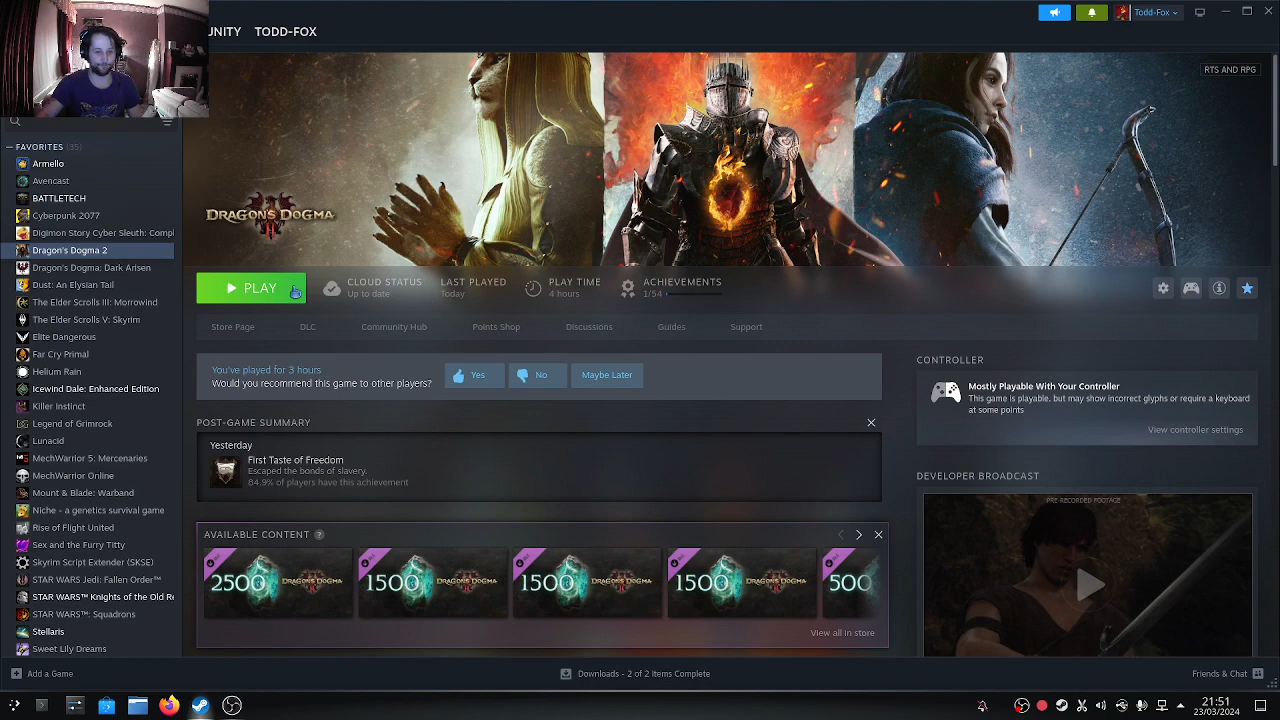 Todd-Fox
UNITY TODD-FOX
RTS AND RPG
FAVORITES (35)
Armello
Avencast
BATTLETECH
Cyberpunk 2077
Digimon Story Cyber Sleuth: Compl
Dragon's Dogma 2
Dragon's Dogma: Dark Arisen
Dust: An Elysian Tail
The Elder Scrolls III: Morrowind
The Elder Scrolls V: Skyrim
Elite Dangerous
Far Cry Primal
Helium Rain
Icewind Dale: Enhanced Edition
Killer Instinct
Legend of Grimrock
Lunacid
MechWarrior 5: Mercenaries
MechWarrior Online
Mount & Blade: Warband
Niche - a genetics survival game
Rise of Flight United
Sex and the Furry Titty
Skyrim Script Extender (SKSE)
STAR WARS Jedi: Fallen Order™
STAR WARS™ Knights of the Old Re
STAR WARS™: Squadrons
Stellaris
Sweet Lily Dreams
DRAGON'S DOGMA
PLAY
CLOUD STATUS
Up to date
LAST PLAYED
Today
PLAY TIME
4 hours
ACHIEVEMENTS
1/54
Store Page DLC Community Hub Points Shop Discussions Guides Support
You've played for 3 hours
Would you recommend this game to other players?
Yes No Maybe Later
POST-GAME SUMMARY
Yesterday
First Taste of Freedom
Escaped the bonds of slavery.
84.9% of players have this achievement
AVAILABLE CONTENT ?
2500 DRAGON'S DOGMA
1500 DRAGON'S DOGMA
1500 DRAGON'S DOGMA
1500 DRAGON'S DOGMA
500
View all in store
CONTROLLER
Mostly Playable With Your Controller
This game is playable, but may show incorrect glyphs or require a keyboard
at some points
View controller settings
DEVELOPER BROADCAST
PRE-RECORDED FOOTAGE
Add a Game
Downloads - 2 of 2 Items Complete
Friends & Chat
21:51
23/03/2024